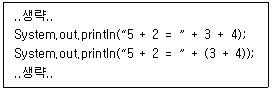 ..생략..
System.out.println("5 + 2 = " + 3 + 4);
System.out.println("5 + 2 = " + (3 + 4));
..생략..